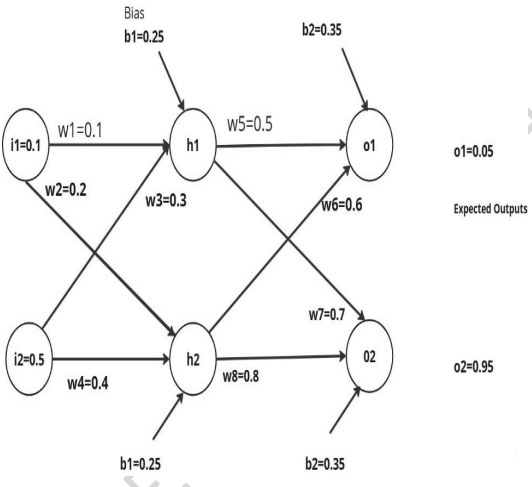 Bias
b1=0.25
b2=0.35
w1=0.1
w5=0.5
i1=0.1
h1
o1
o1=0.05
w2=0.2
w3=0.3
w6=0.6
Expected Outputs
w7=0.7
i2=0.5
h2
O2
w4=0.4
w8=0.8
o2=0.95
b1=0.25
b2=0.35